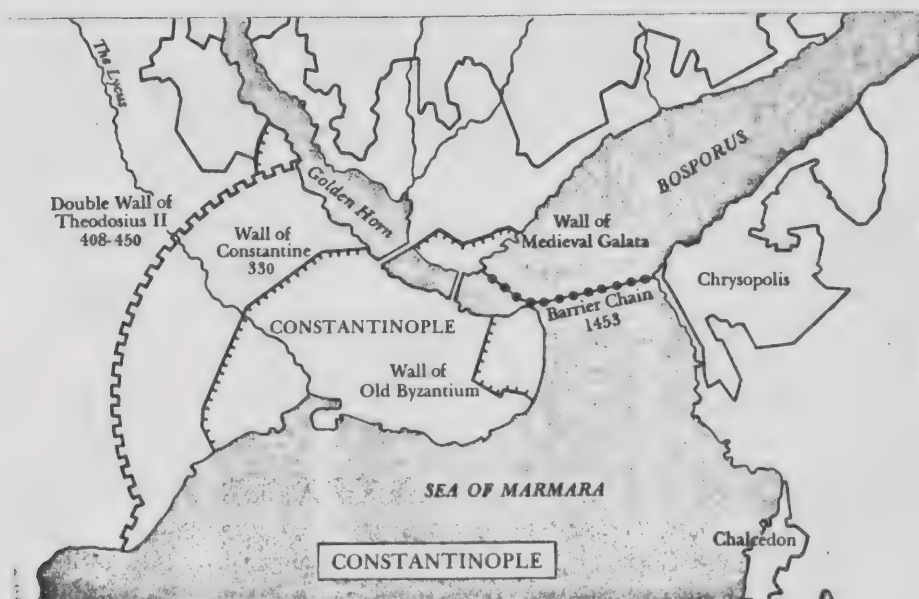 The Lycus
Golden Horn
BOSPORUS
Double Wall of
Theodosius II
408-450
Wall of
Constantine
330
Wall of
Medieval Galata
Chrysopolis
Barrier Chain
1453
CONSTANTINOPLE
Wall of
Old Byzantium
SEA OF MARMARA
Chalcedon
CONSTANTINOPLE